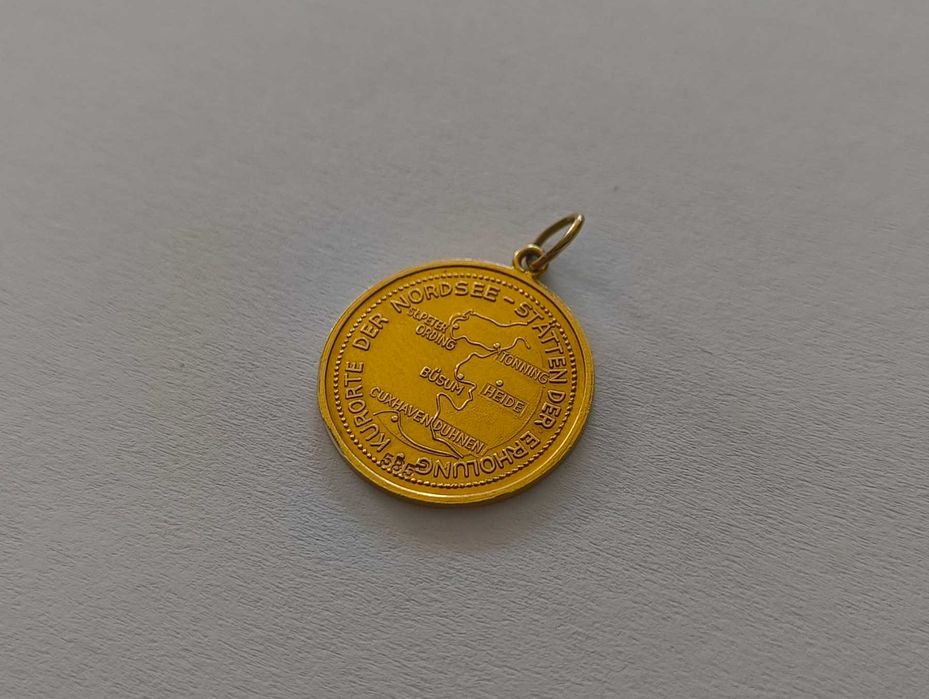 KURORTE DER NORDSEE - STÄTTEN DER ERHOLUNG
ST.PETER
ORDING
TÖNNING
BÜSUM
HEIDE
CUXHAVEN DUHNEN
585